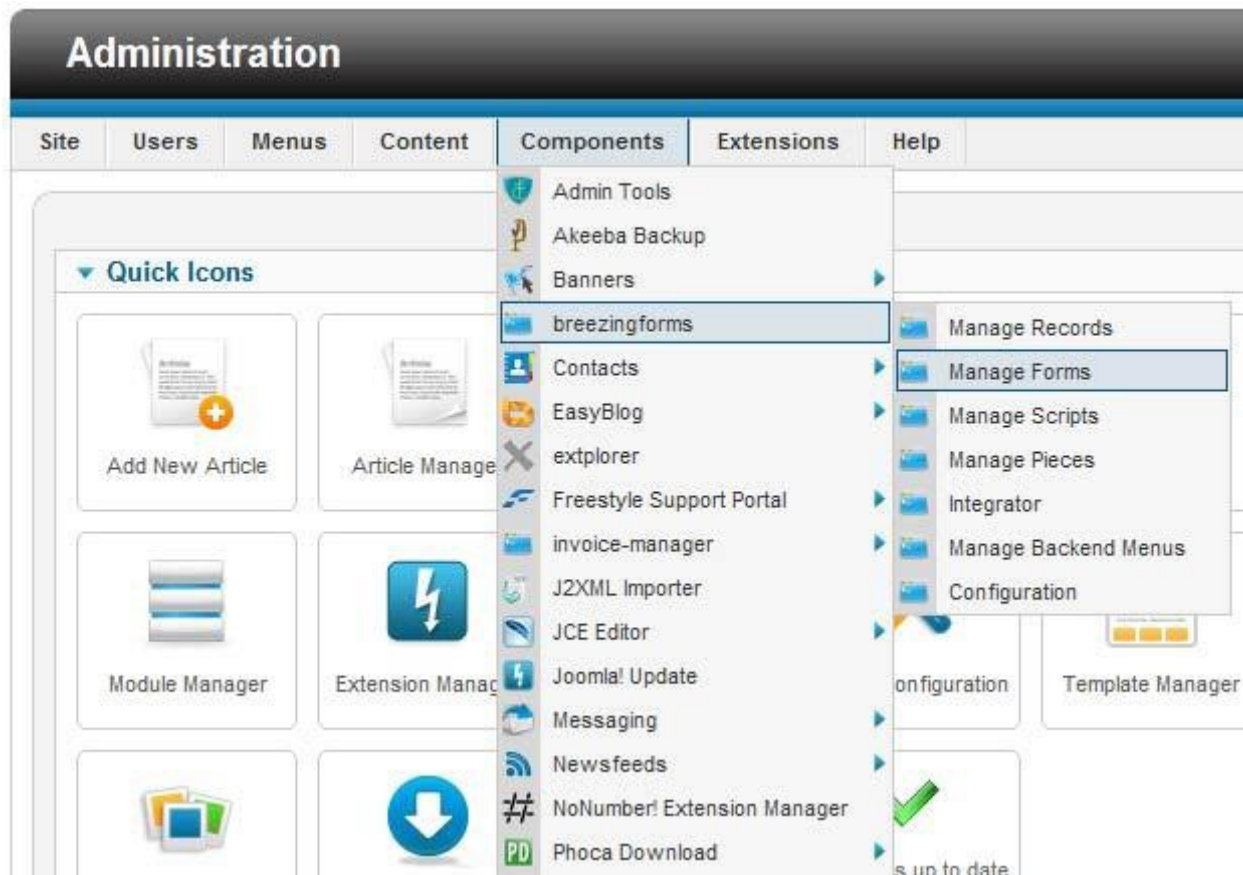 Administration
Site Users Menus Content Components Extensions Help
Admin Tools
Akeeba Backup
Quick Icons
Banners
breezingforms
Contacts
EasyBlog
extplorer
Freestyle Support Portal
invoice-manager
J2XML Importer
JCE Editor
Joomla! Update
Messaging
Newsfeeds
NoNumber! Extension Manager
Phoca Download
Manage Records
Manage Forms
Manage Scripts
Manage Pieces
Integrator
Manage Backend Menus
Configuration
Add New Article
Article Manage
Module Manager
Extension Manag
onfiguration
Template Manager
PD
s up to date